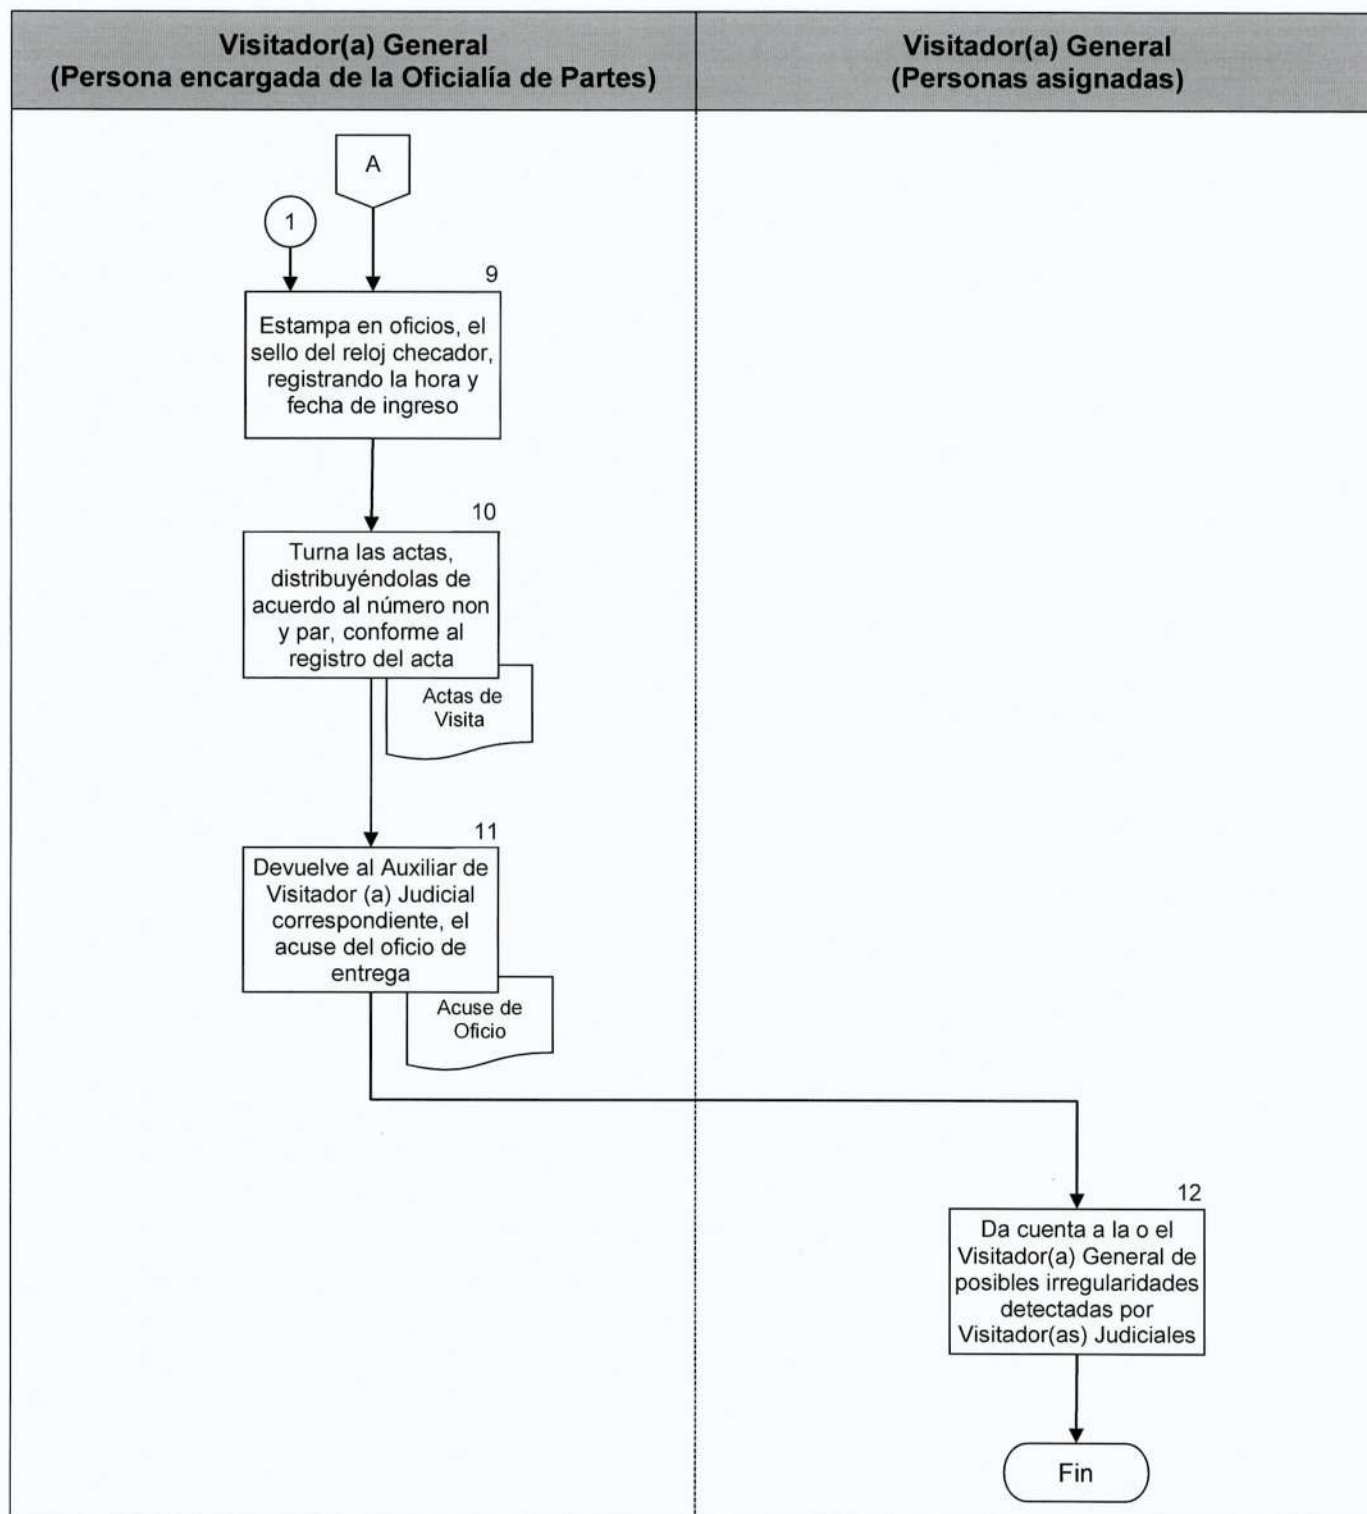 Visitador(a) General
(Persona encargada de la Oficialía de Partes)
Visitador(a) General
(Personas asignadas)
A
1
9
Estampa en oficios, el
sello del reloj checador,
registrando la hora y
fecha de ingreso
10
Turna las actas,
distribuyéndolas de
acuerdo al número non
y par, conforme al
registro del acta
Actas de
Visita
11
Devuelve al Auxiliar de
Visitador (a) Judicial
correspondiente, el
acuse del oficio de
entrega
Acuse de
Oficio
12
Da cuenta a la o el
Visitador(a) General de
posibles irregularidades
detectadas por
Visitador(as) Judiciales
Fin